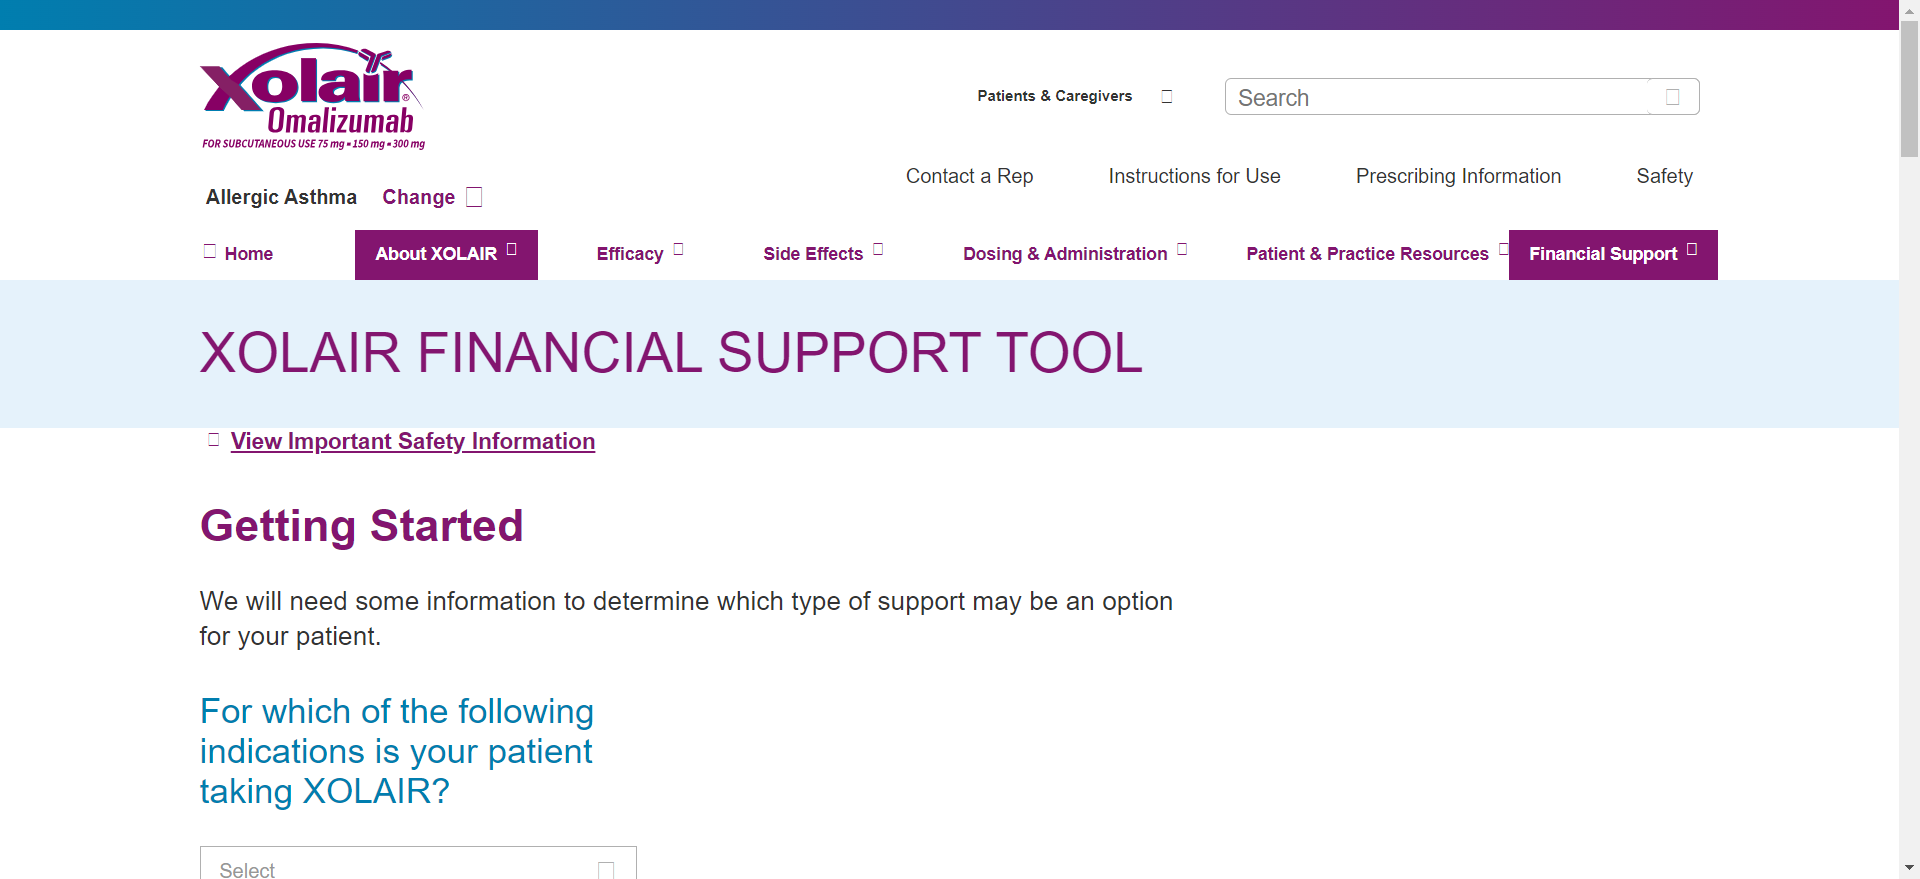 Xolair®
Omalizumab
FOR SUBCUTANEOUS USE 75 mg ▪ 150 mg ▪ 300 mg
Patients & Caregivers
Search
Contact a Rep
Instructions for Use
Prescribing Information
Safety
Allergic Asthma
Change
Home
About XOLAIR
Efficacy
Side Effects
Dosing & Administration
Patient & Practice Resources
Financial Support
XOLAIR FINANCIAL SUPPORT TOOL
View Important Safety Information
Getting Started
We will need some information to determine which type of support may be an option
for your patient.
For which of the following
indications is your patient
taking XOLAIR?
Select